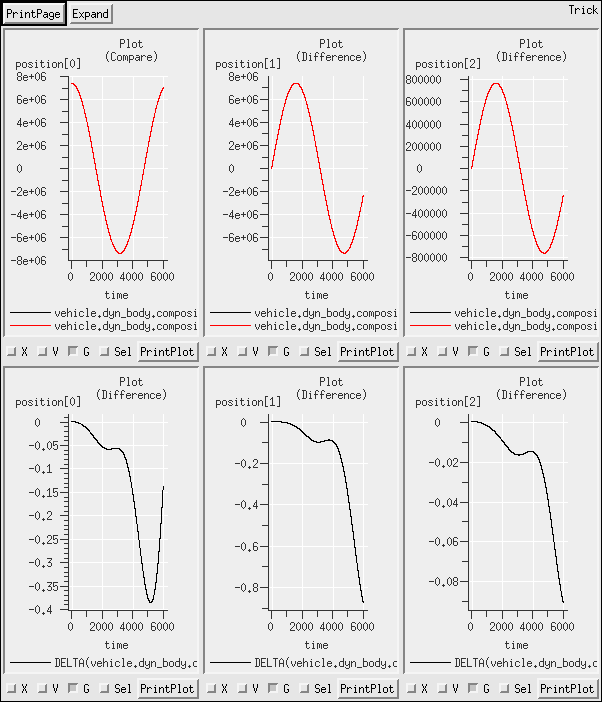 PrintPage Expand Trick
Plot
(Compare)
position[0]
8e+06
6e+06
4e+06
2e+06
0
-2e+06
-4e+06
-6e+06
-8e+06
0 2000 4000 6000
time
vehicle.dyn_body.composi
vehicle.dyn_body.composi
X V G Sel PrintPlot
Plot
(Difference)
position[1]
8e+06
6e+06
4e+06
2e+06
0
-2e+06
-4e+06
-6e+06
0 2000 4000 6000
time
vehicle.dyn_body.composi
vehicle.dyn_body.composi
X V G Sel PrintPlot
Plot
(Difference)
position[2]
800000
600000
400000
200000
0
-200000
-400000
-600000
-800000
0 2000 4000 6000
time
vehicle.dyn_body.composi
vehicle.dyn_body.composi
X V G Sel PrintPlot
Plot
(Difference)
position[0]
0
-0.05
-0.1
-0.15
-0.2
-0.25
-0.3
-0.35
-0.4
0 2000 4000 6000
time
DELTA(vehicle.dyn_body.c
X V G Sel PrintPlot
Plot
(Difference)
position[1]
0
-0.2
-0.4
-0.6
-0.8
0 2000 4000 6000
time
DELTA(vehicle.dyn_body.c
X V G Sel PrintPlot
Plot
(Difference)
position[2]
0
-0.02
-0.04
-0.06
-0.08
0 2000 4000 6000
time
DELTA(vehicle.dyn_body.c
X V G Sel PrintPlot